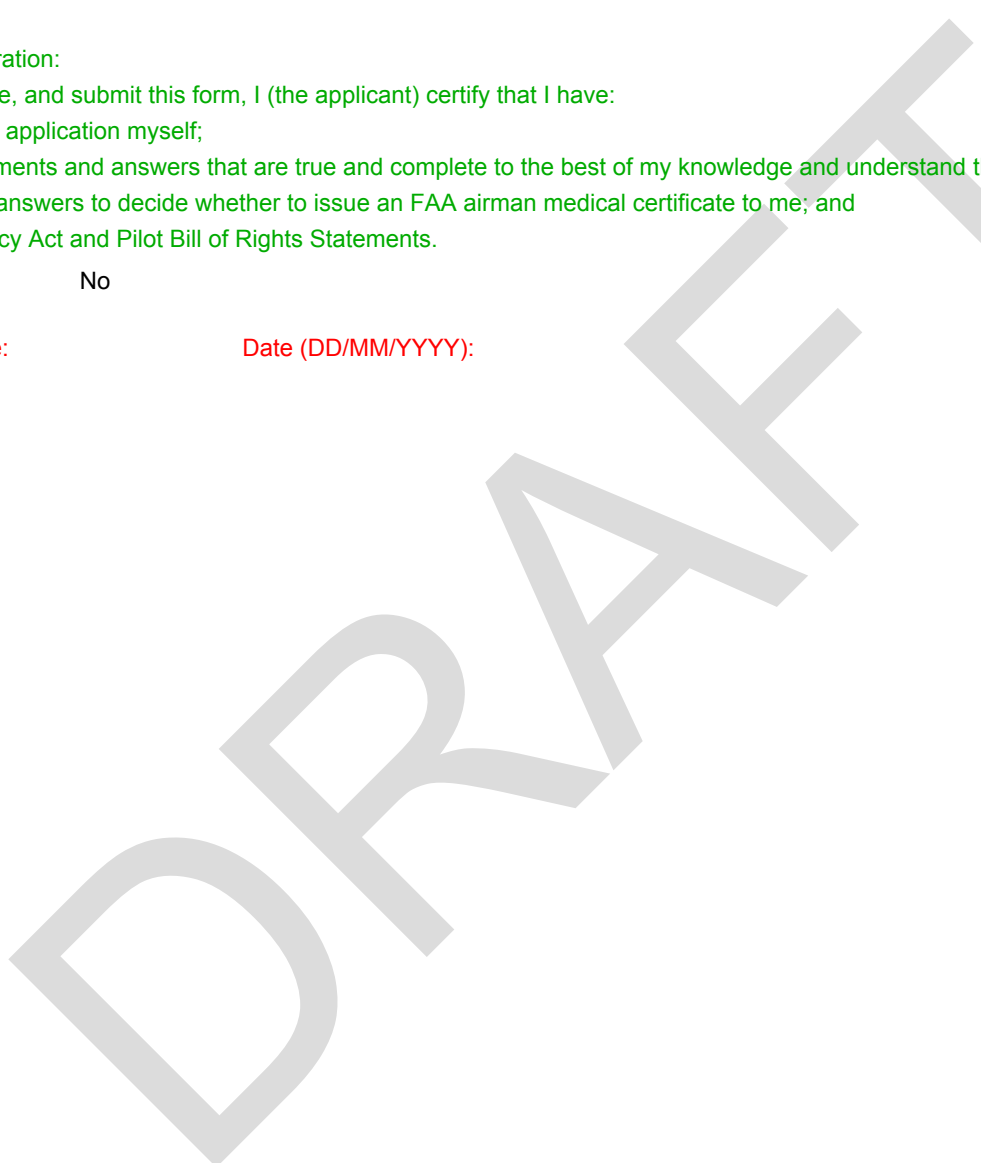 ration:
e, and submit this form, I (the applicant) certify that I have:
application myself;
ments and answers that are true and complete to the best of my knowledge and understand t
answers to decide whether to issue an FAA airman medical certificate to me; and
cy Act and Pilot Bill of Rights Statements.
No
: Date (DD/MM/YYYY):
DRAFT